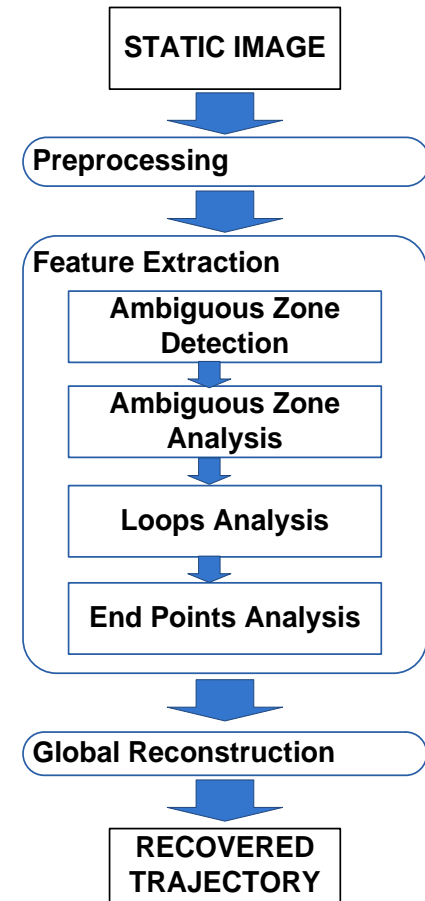 STATIC IMAGE
Preprocessing
Feature Extraction
Ambiguous Zone
Detection
Ambiguous Zone
Analysis
Loops Analysis
End Points Analysis
Global Reconstruction
RECOVERED
TRAJECTORY